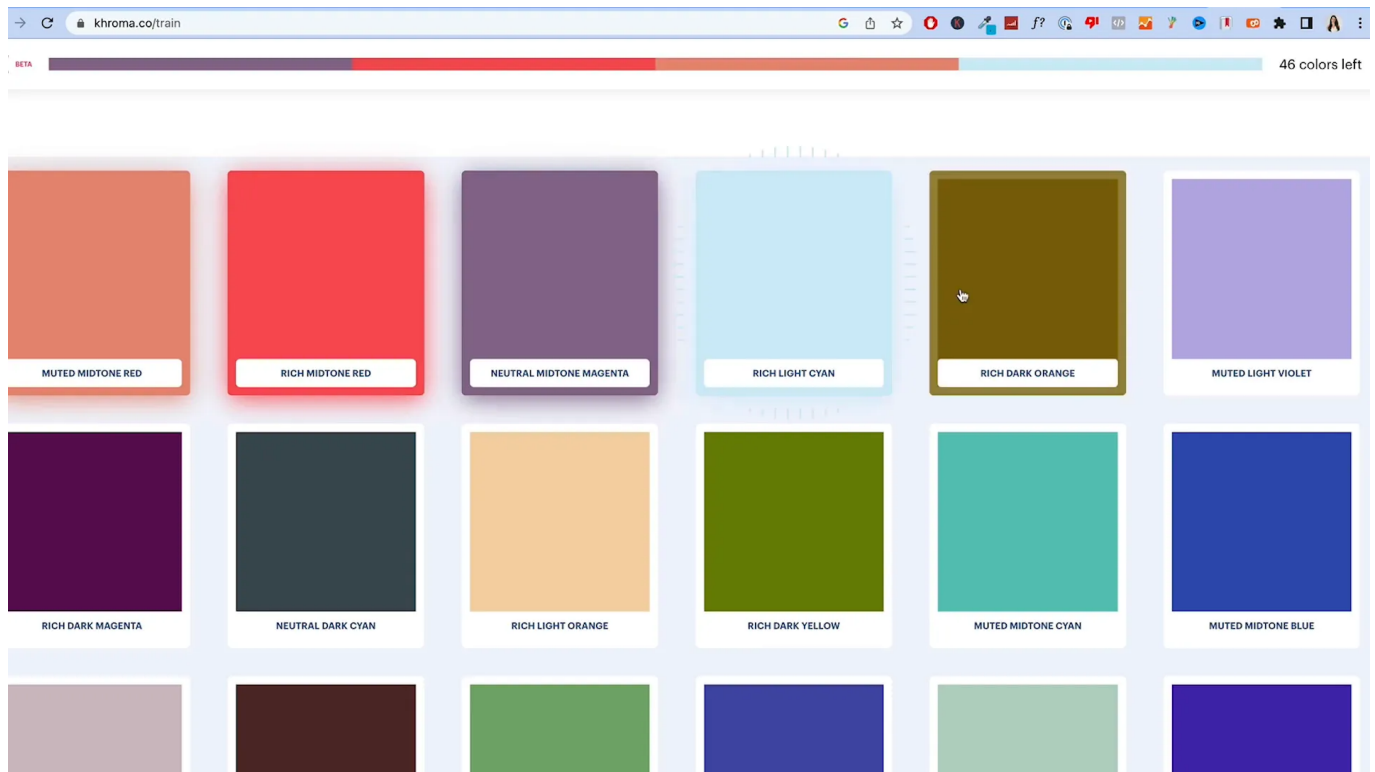 khroma.co/train
BETA
46 colors left
MUTED MIDTONE RED
RICH MIDTONE RED
NEUTRAL MIDTONE MAGENTA
RICH LIGHT CYAN
RICH DARK ORANGE
MUTED LIGHT VIOLET
RICH DARK MAGENTA
NEUTRAL DARK CYAN
RICH LIGHT ORANGE
RICH DARK YELLOW
MUTED MIDTONE CYAN
MUTED MIDTONE BLUE